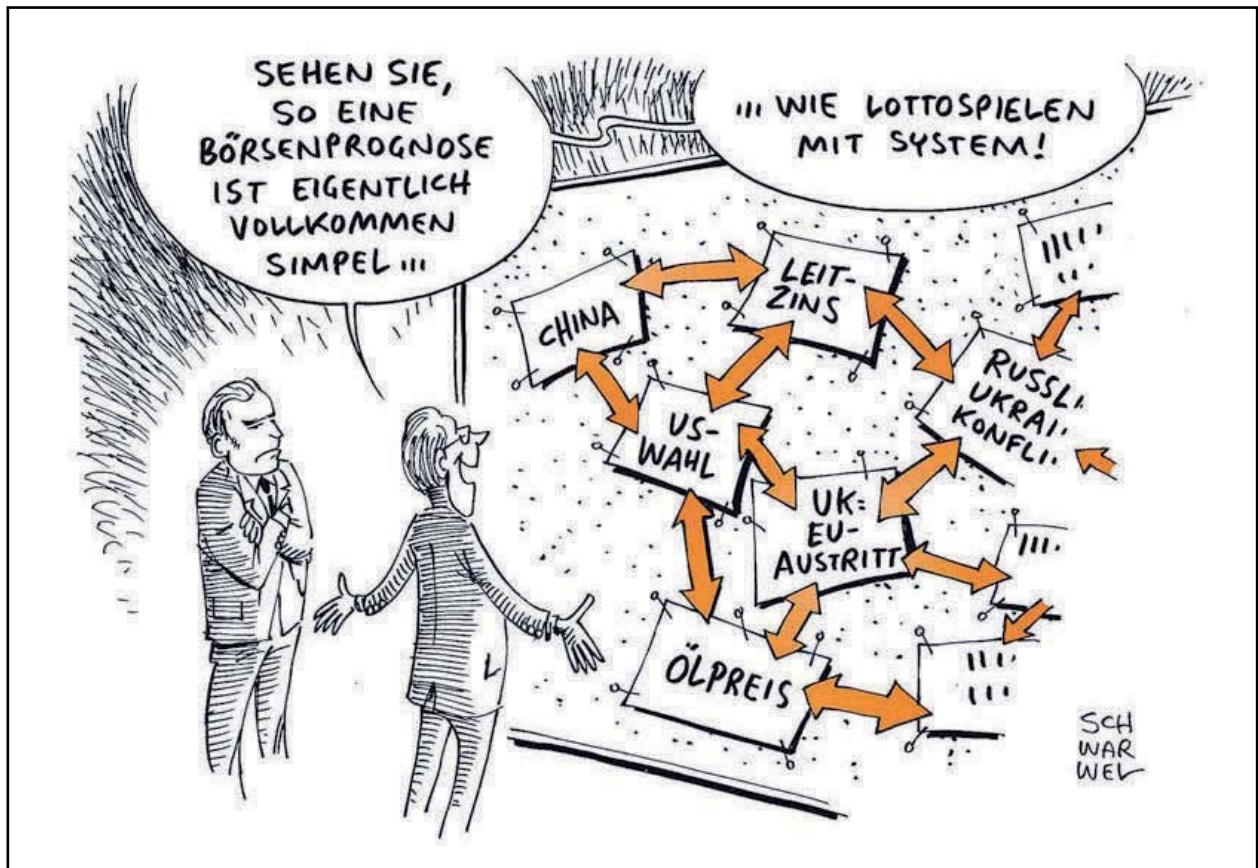 SEHEN SIE,
SO EINE
BÖRSENPROGNOSE
IST EIGENTLICH
VOLLKOMMEN
SIMPEL...
... WIE LOTTOSPIELEN
MIT SYSTEM!
CHINA
LEIT-
ZINS
US-
WAHL
RUSSL
UKRAI
KONFLI
UK=
EU-
AUSTRITT
ÖLPREIS
SCH
WAR
WEL